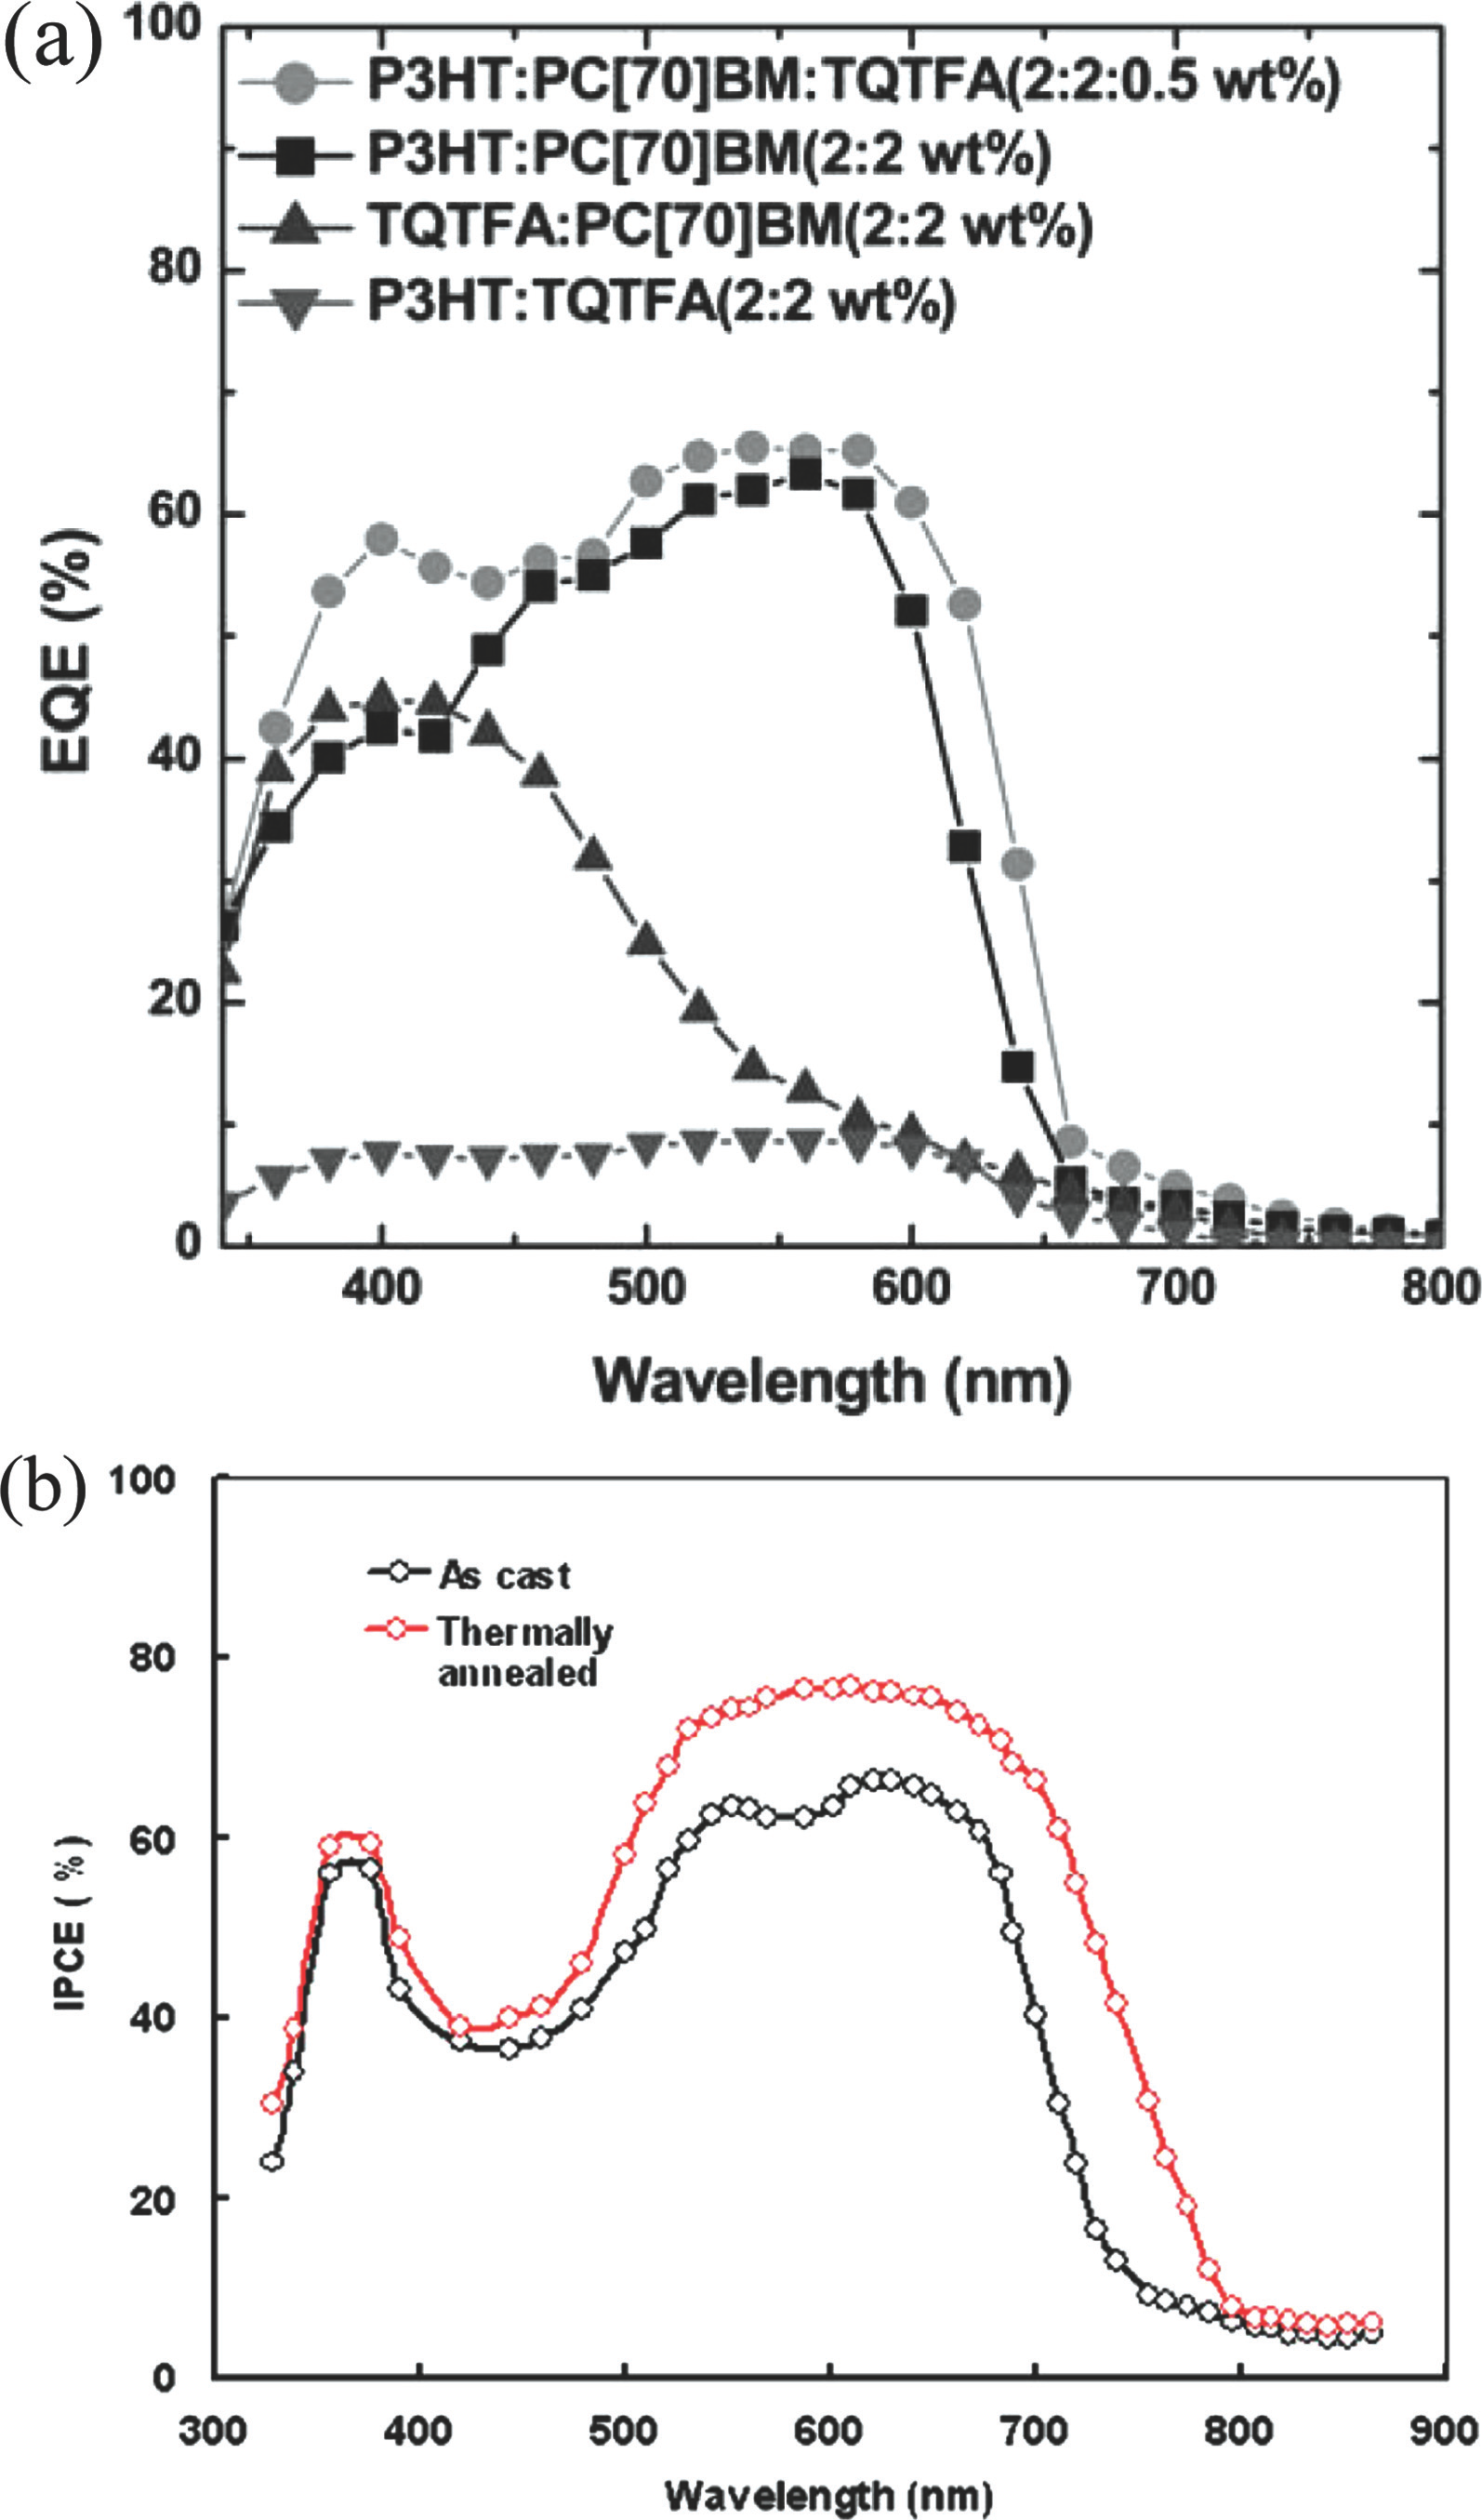 (a)
100
P3HT:PC[70]BM:TQTFA(2:2:0.5 wt%)
P3HT:PC[70]BM(2:2 wt%)
TQTFA:PC[70]BM(2:2 wt%)
P3HT:TQTFA(2:2 wt%)
80
60
40
20
0
EQE (%)
400 500 600 700 800
Wavelength (nm)
(b)
100
As cast
Thermally
annealed
80
60
40
20
0
IPCE ( %)
300 400 500 600 700 800 900
Wavelength (nm)